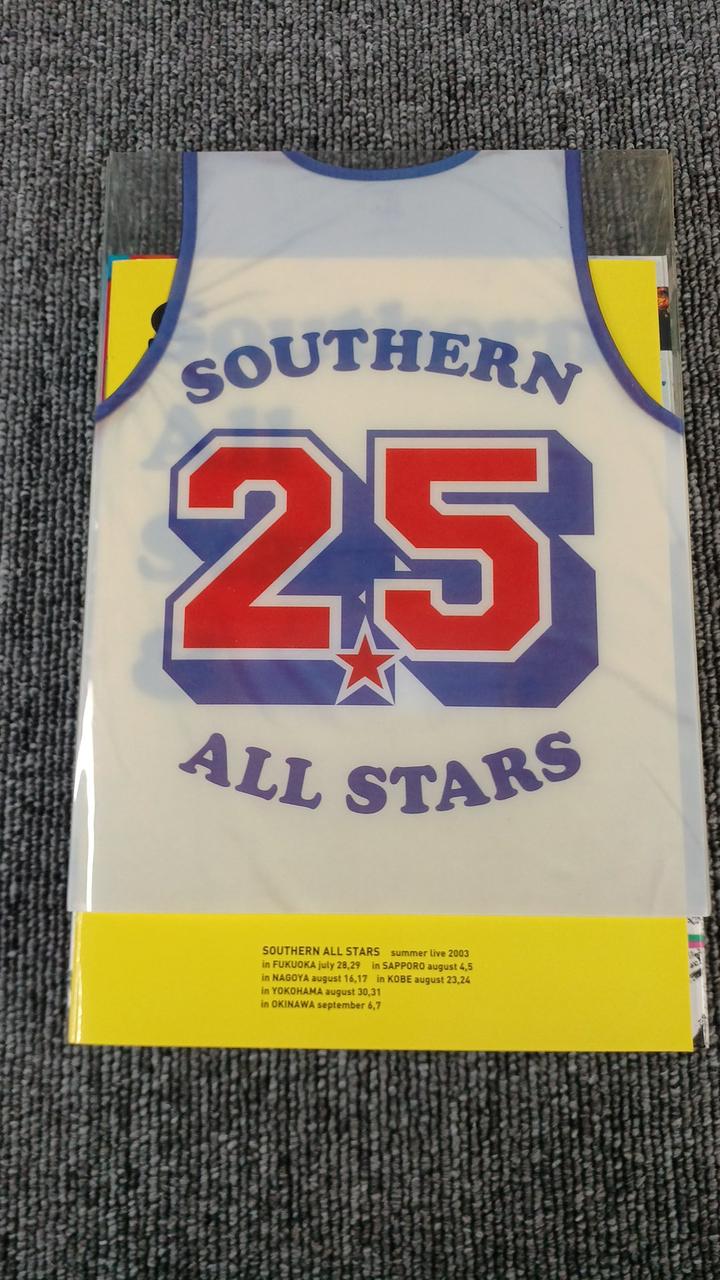 SOUTHERN
25
ALL STARS
SOUTHERN ALL STARS summer live 2003
in FUKUOKA july 28,29 in SAPPORO august 4,5
in NAGOYA august 16,17 in KOBE august 23,24
in YOKOHAMA august 30,31
in OKINAWA september 6,7